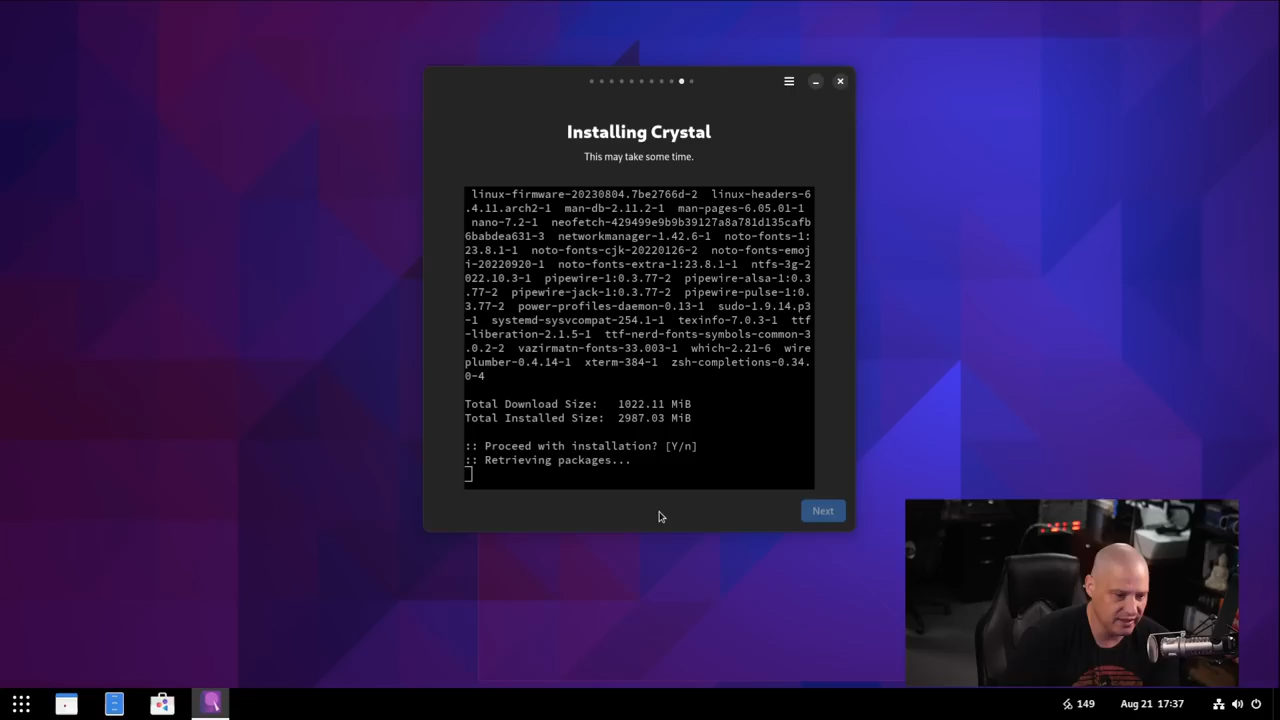 Installing Crystal
This may take some time.
linux-firmware-20230804.7be2766d-2  linux-headers-6
.4.11.arch2-1  man-db-2.11.2-1  man-pages-6.05.01-1
nano-7.2-1  neofetch-429499e9b9b39127a8a781d135cafb
6babdea631-3  networkmanager-1.42.6-1  noto-fonts-1:
23.8.1-1  noto-fonts-cjk-20220126-2  noto-fonts-emoj
i-20220920-1  noto-fonts-extra-1:23.8.1-1  ntfs-3g-2
022.10.3-1  pipewire-1:0.3.77-2  pipewire-alsa-1:0.3
.77-2  pipewire-jack-1:0.3.77-2  pipewire-pulse-1:0.
3.77-2  power-profiles-daemon-0.13-1  sudo-1.9.14.p3
-1  systemd-sysvcompat-254.1-1  texinfo-7.0.3-1  ttf
-liberation-2.1.5-1  ttf-nerd-fonts-symbols-common-3
.0.2-2  vazirmatn-fonts-33.003-1  which-2.21-6  wire
plumber-0.4.14-1  xterm-384-1  zsh-completions-0.34.
0-4
Total Download Size:   1022.11 MiB
Total Installed Size:  2987.03 MiB
:: Proceed with installation? [Y/n]
:: Retrieving packages...
Next
149
Aug 21 17:37